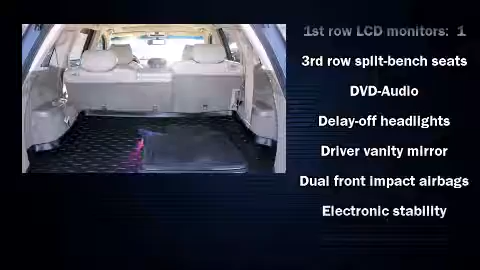 1st row LCD monitors: 1
3rd row split-bench seats
DVD-Audio
Delay-off headlights
Driver vanity mirror
Dual front impact airbags
Electronic stability